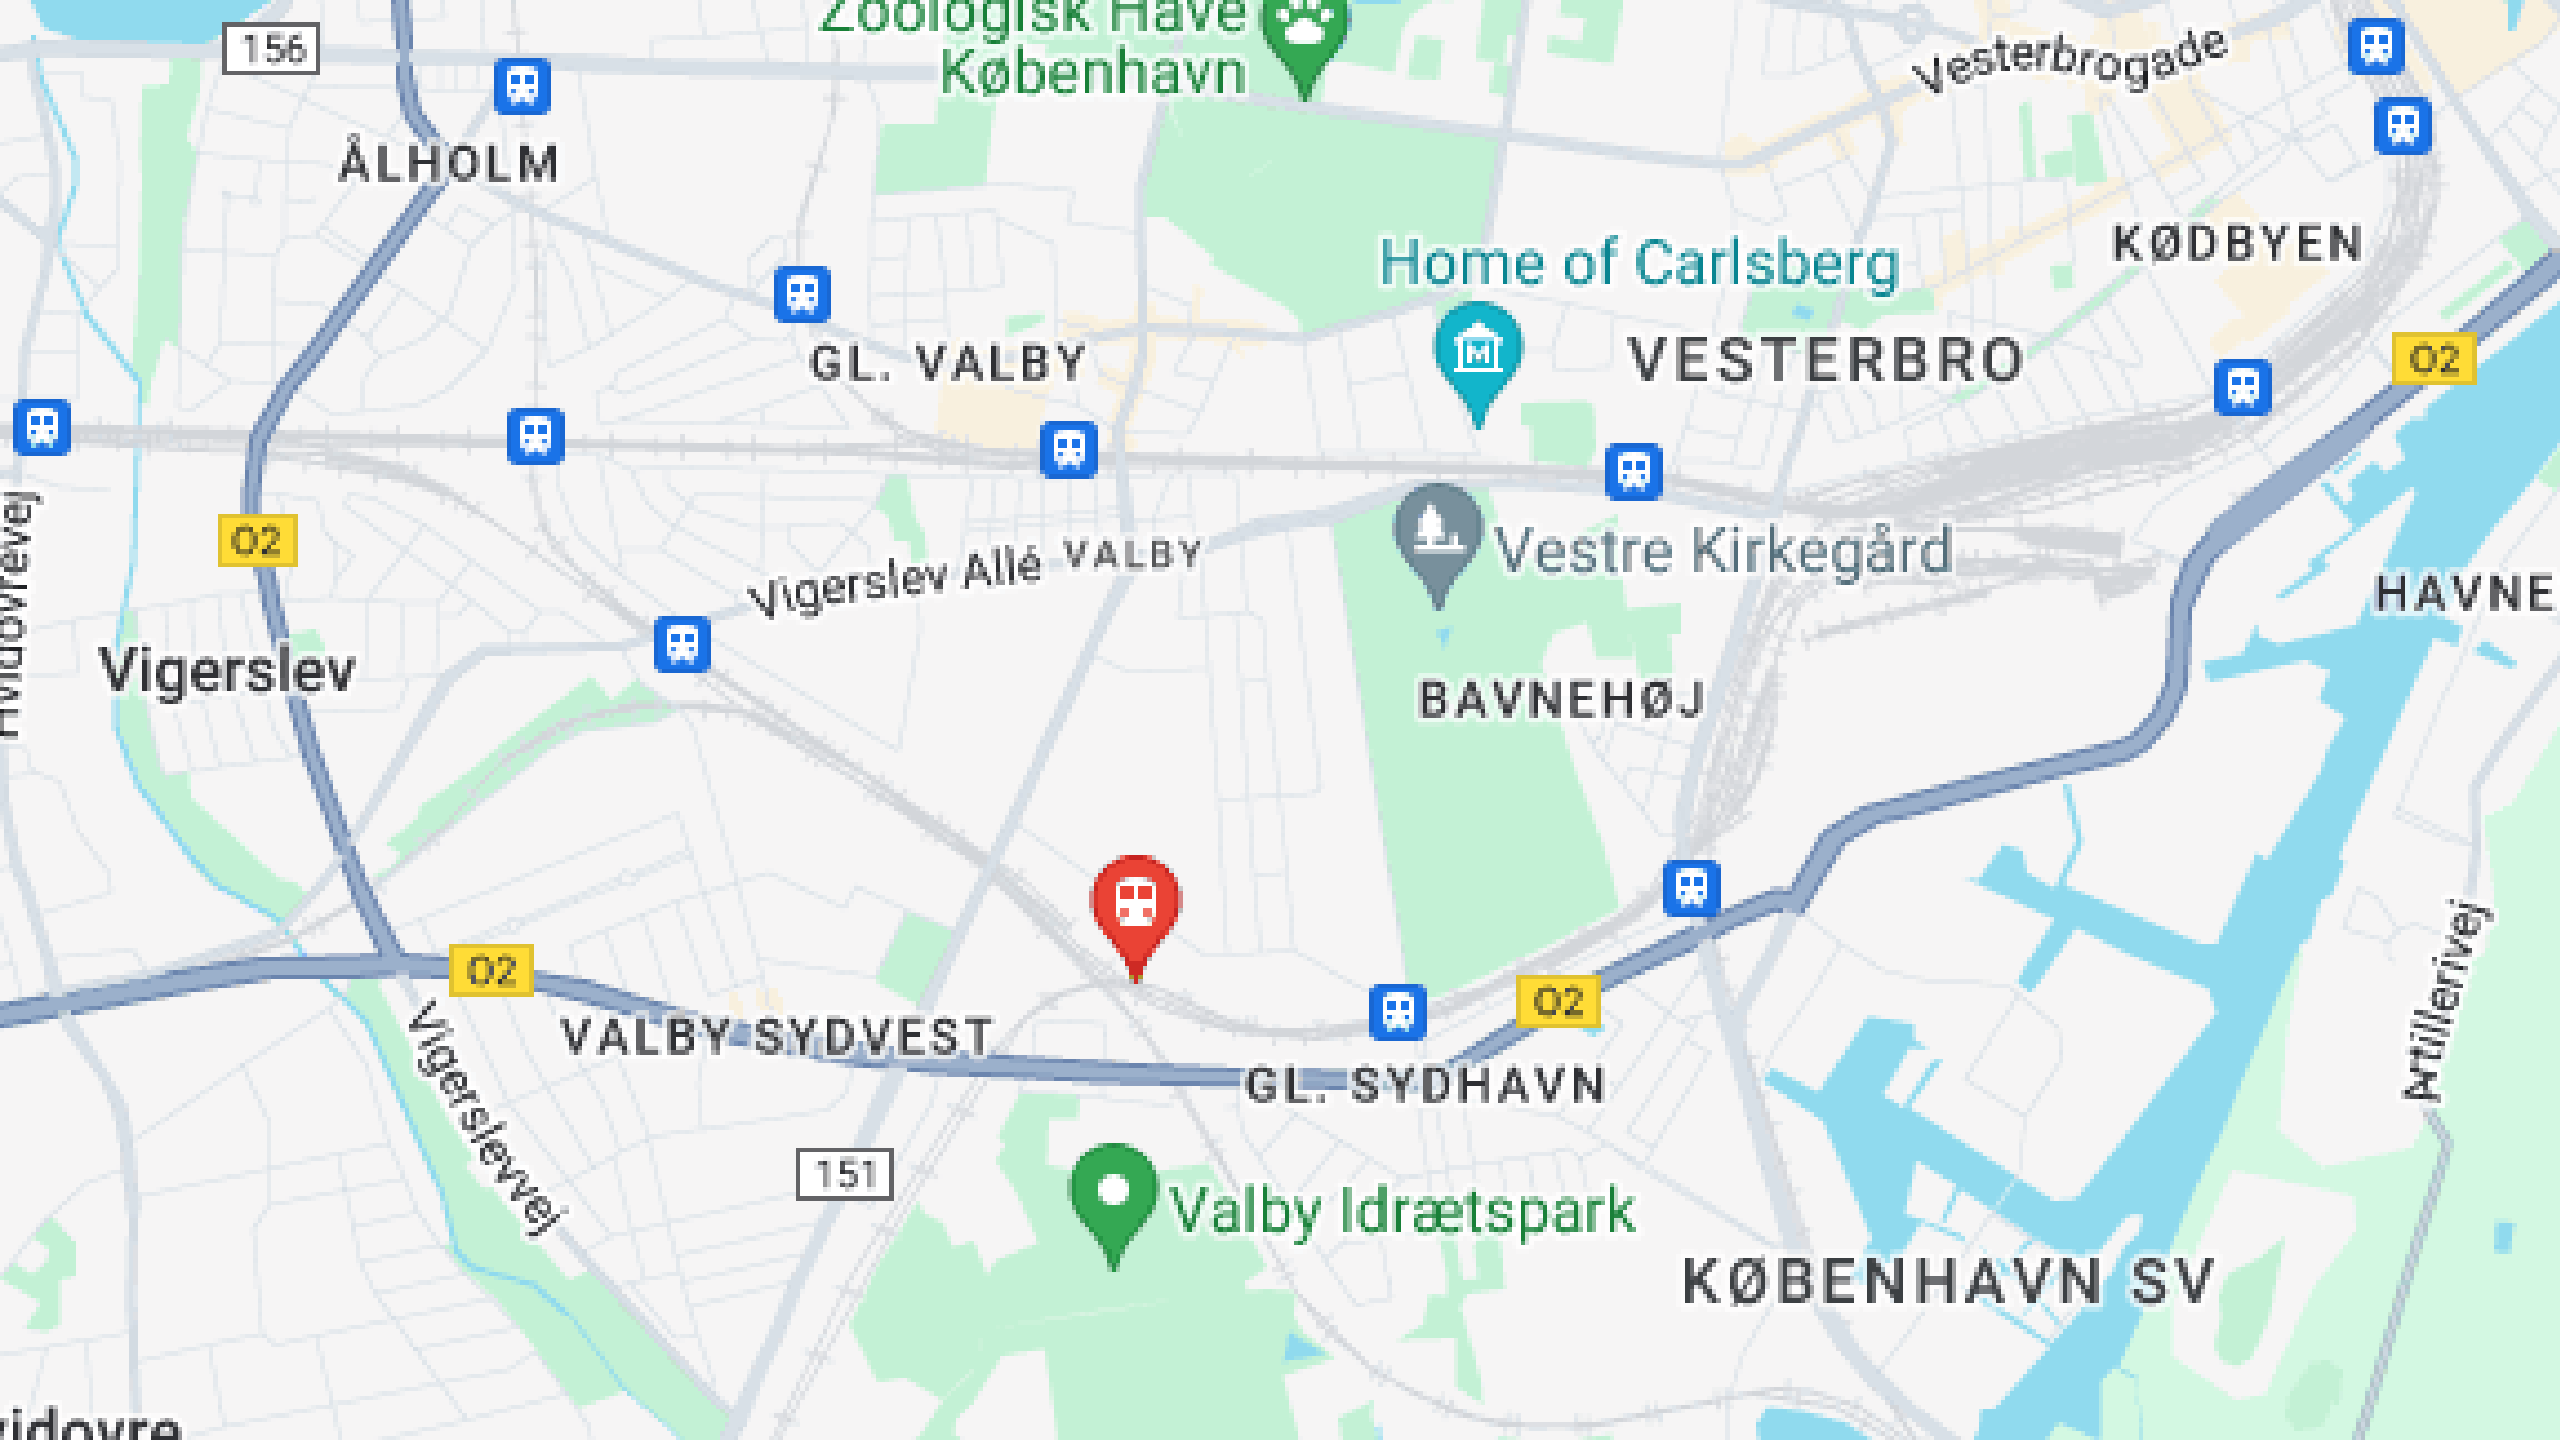 Zoologisk Have
København
156
Vesterbrogade
ÅLHOLM
KØDBYEN
Home of Carlsberg
GL. VALBY
VESTERBRO
O2
O2
Vigerslev Allé
VALBY
Vestre Kirkegård
HAVNE
Hvidovrevej
Vigerslev
BAVNEHØJ
O2
O2
Artillerivej
VALBY SYDVEST
GL. SYDHAVN
Vigerslevvej
151
Valby Idrætspark
KØBENHAVN SV
vidovre